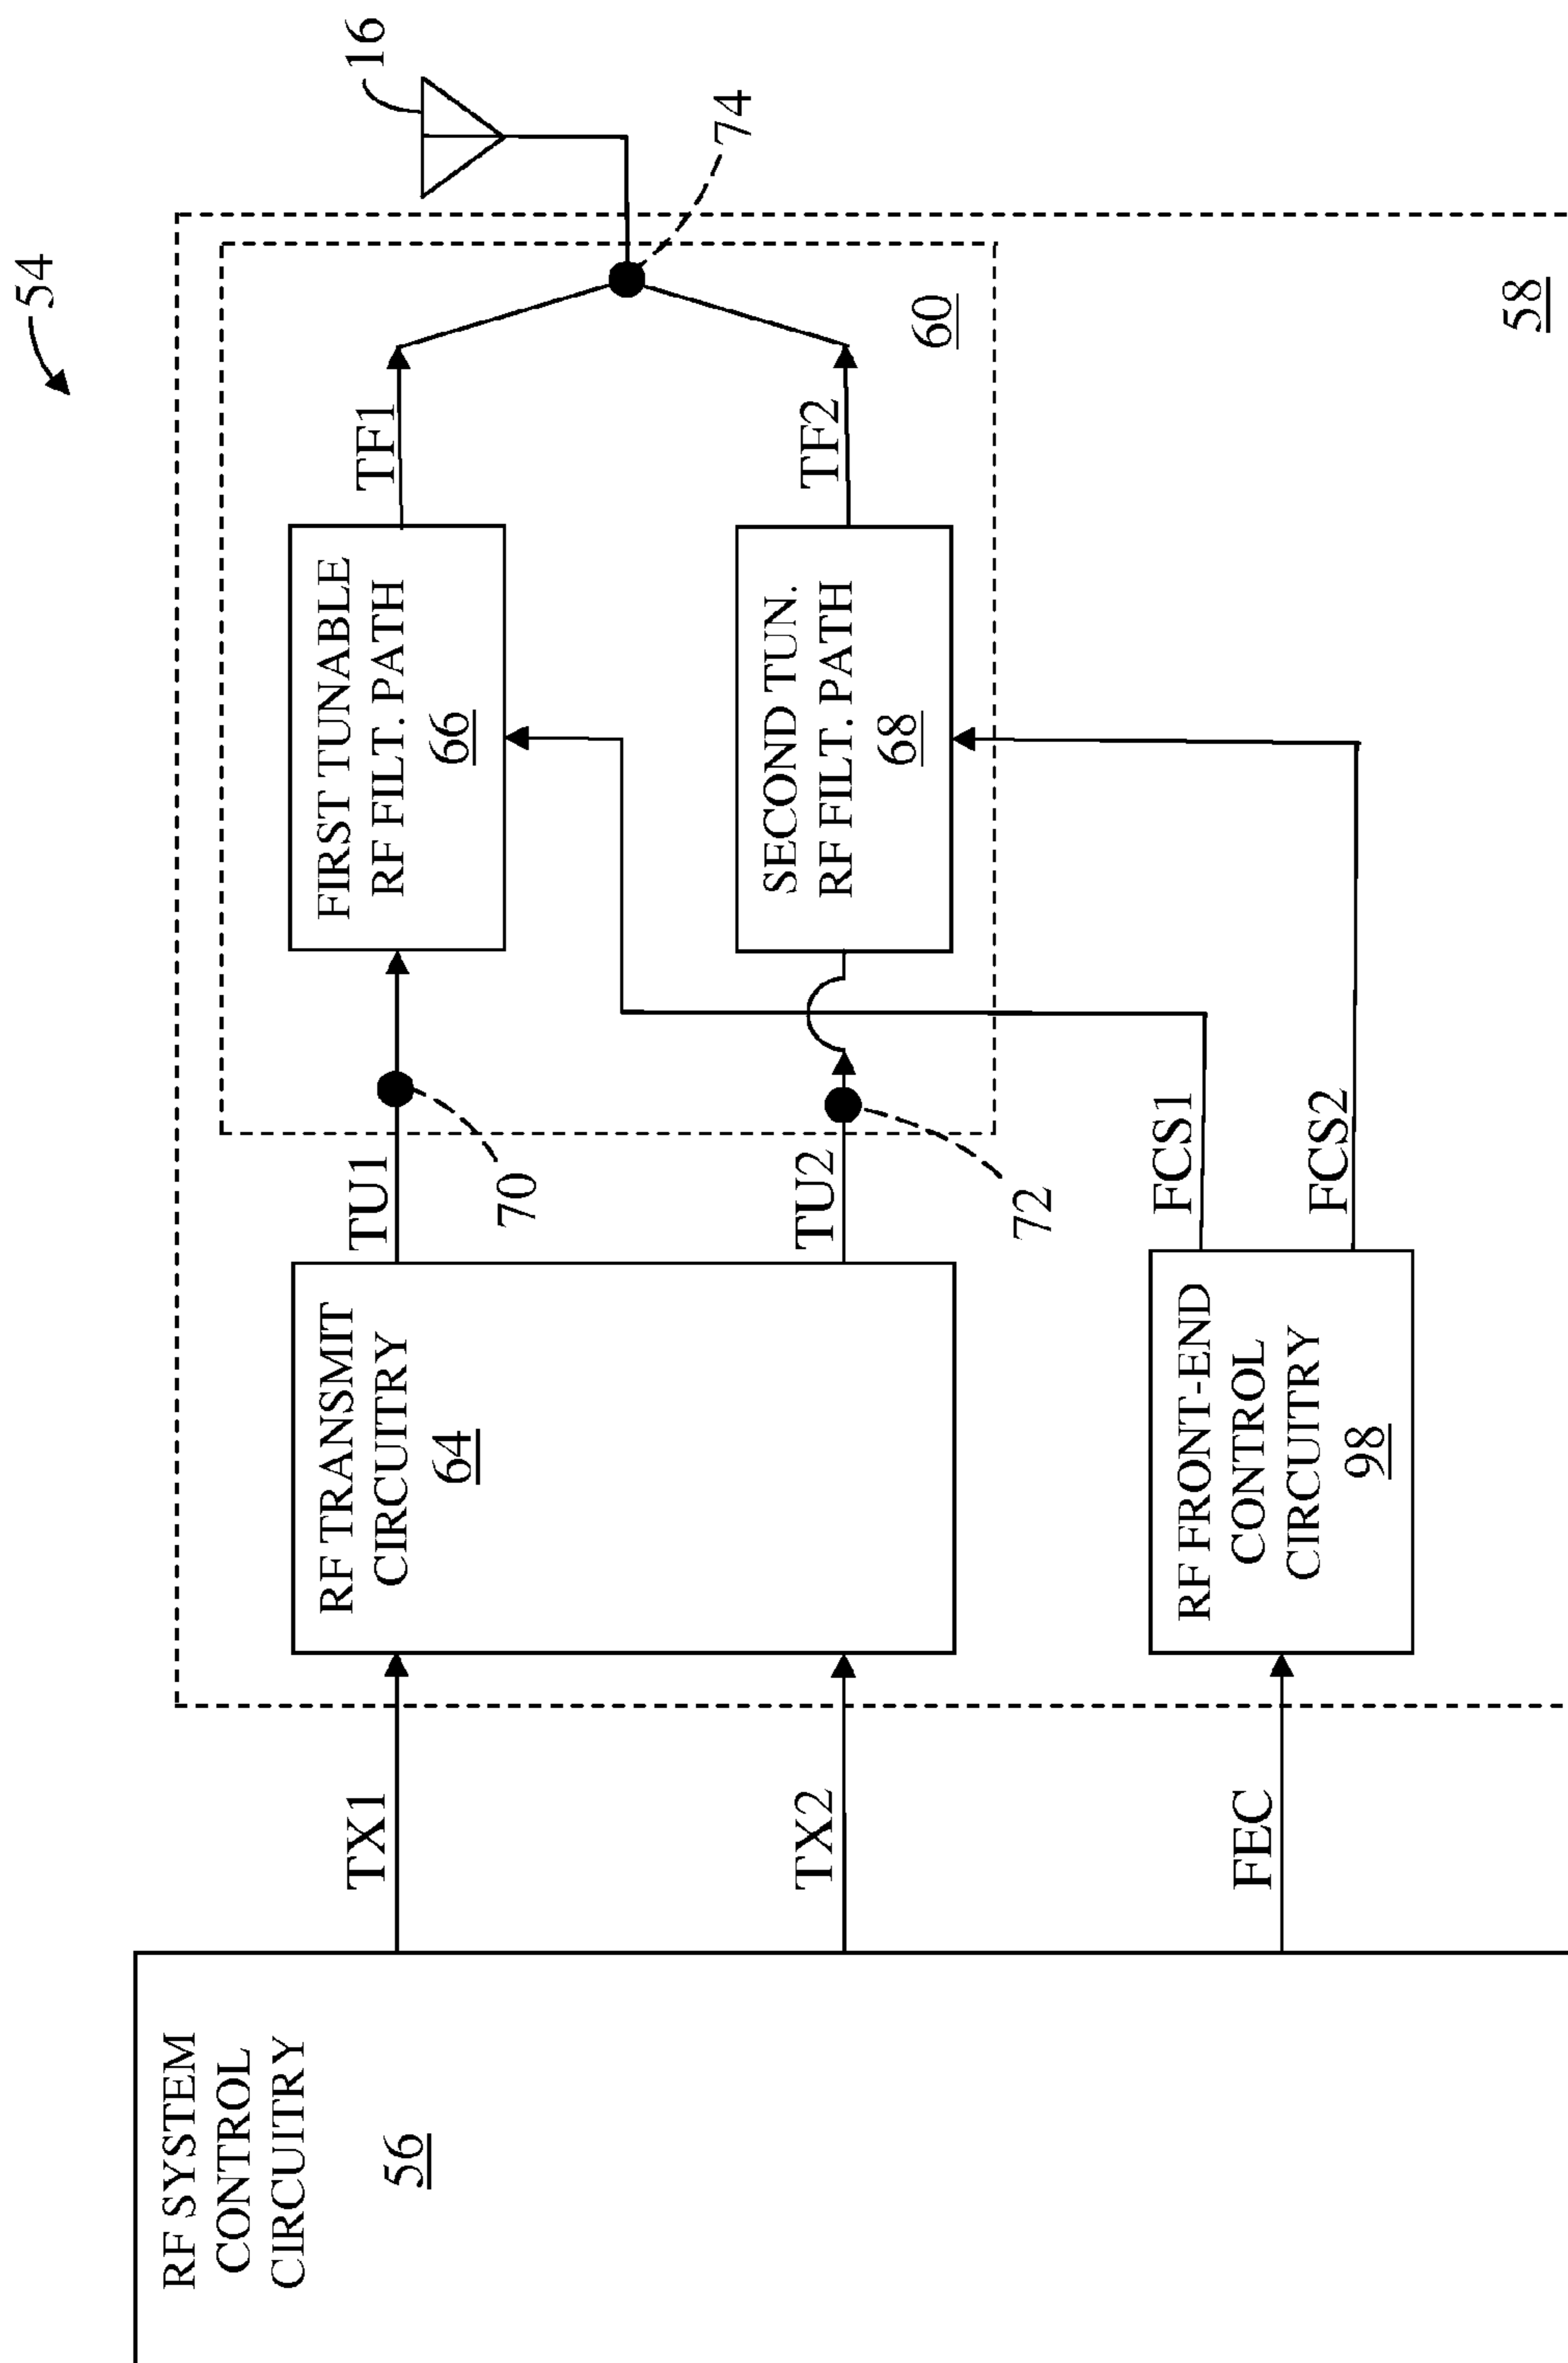 54
RF SYSTEM
CONTROL
CIRCUITRY
56
TX1
TX2
FEC
RF TRANSMIT
CIRCUITRY
64
RF FRONT-END
CONTROL
CIRCUITRY
98
TU1
70
TU2
72
FCS1
FCS2
FIRST TUNABLE
RF FILT. PATH
66
SECOND TUN.
RF FILT. PATH
68
TF1
TF2
60
58
74
16